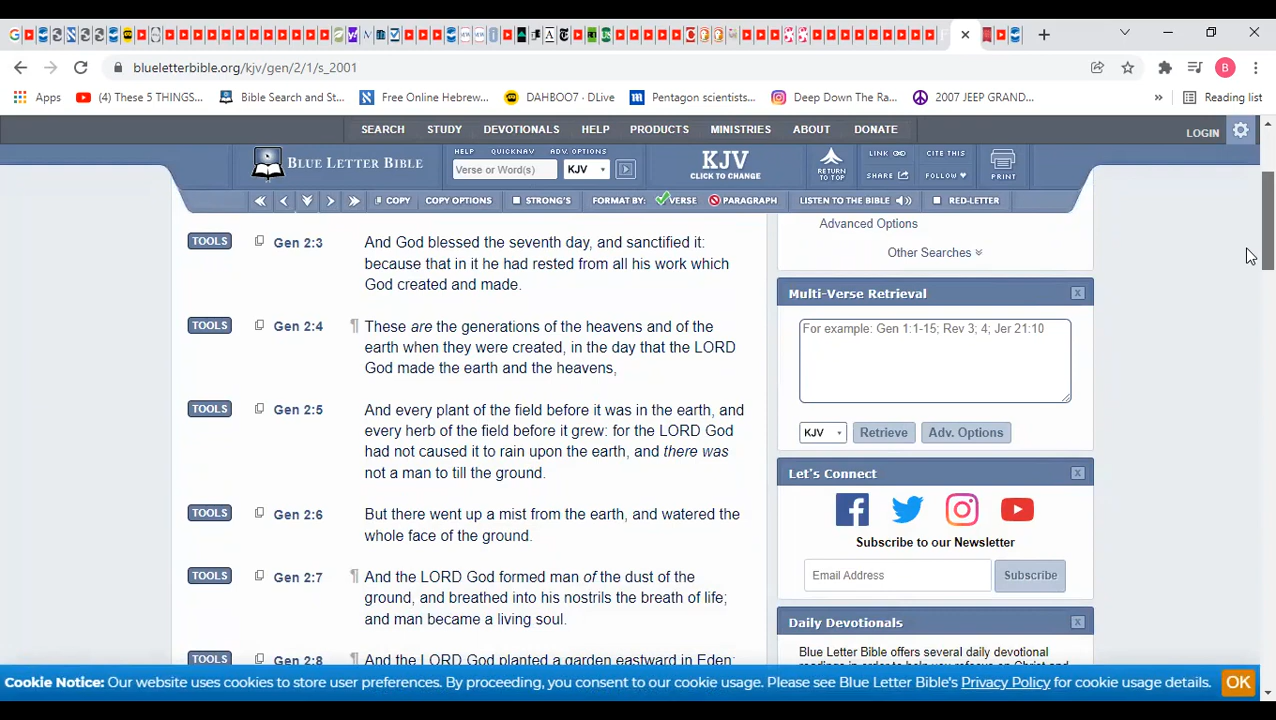 blueletterbible.org/kjv/gen/2/1/s_2001
Apps (4) These 5 THINGS... Bible Search and St... Free Online Hebrew... DAHBOO7 - DLive Pentagon scientists... Deep Down The Ra... 2007 JEEP GRAND... » Reading list
SEARCH STUDY DEVOTIONALS HELP PRODUCTS MINISTRIES ABOUT DONATE LOGIN
BLUE LETTER BIBLE
HELP QUICKNAV ADV. OPTIONS
Verse or Word(s) KJV
KJV
CLICK TO CHANGE
RETURN
TO TOP
LINK CITE THIS
SHARE FOLLOW
PRINT
COPY COPY OPTIONS STRONG'S FORMAT BY: VERSE PARAGRAPH LISTEN TO THE BIBLE RED-LETTER
TOOLS Gen 2:3 And God blessed the seventh day, and sanctified it:
because that in it he had rested from all his work which
God created and made.
TOOLS Gen 2:4 ¶ These are the generations of the heavens and of the
earth when they were created, in the day that the LORD
God made the earth and the heavens,
TOOLS Gen 2:5 And every plant of the field before it was in the earth, and
every herb of the field before it grew: for the LORD God
had not caused it to rain upon the earth, and there was
not a man to till the ground.
TOOLS Gen 2:6 But there went up a mist from the earth, and watered the
whole face of the ground.
TOOLS Gen 2:7 ¶ And the LORD God formed man of the dust of the
ground, and breathed into his nostrils the breath of life;
and man became a living soul.
TOOLS Gen 2:8 ¶ And the LORD God planted a garden eastward in Eden;
Advanced Options
Other Searches
Multi-Verse Retrieval
For example: Gen 1:1-15; Rev 3; 4; Jer 21:10
KJV Retrieve Adv. Options
Let's Connect
Subscribe to our Newsletter
Email Address Subscribe
Daily Devotionals
Blue Letter Bible offers several daily devotional
readings in order to help you refocus on Christ and
Cookie Notice: Our website uses cookies to store user preferences. By proceeding, you consent to our cookie usage. Please see Blue Letter Bible's Privacy Policy for cookie usage details. OK